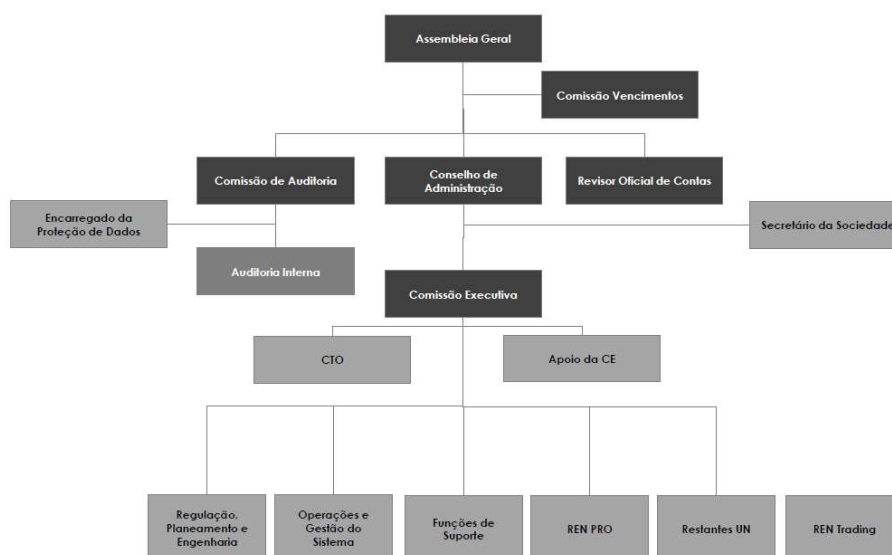 Assembleia Geral
Comissão Vencimentos
Comissão de Auditoria
Conselho de
Administração
Revisor Oficial de Contas
Encarregado da
Proteção de Dados
Secretário da Sociedade
Auditoria Interna
Comissão Executiva
CTO
Apoio da CE
Regulação,
Planeamento e
Engenharia
Operações e
Gestão do
Sistema
Funções de
Suporte
REN PRO
Restantes UN
REN Trading